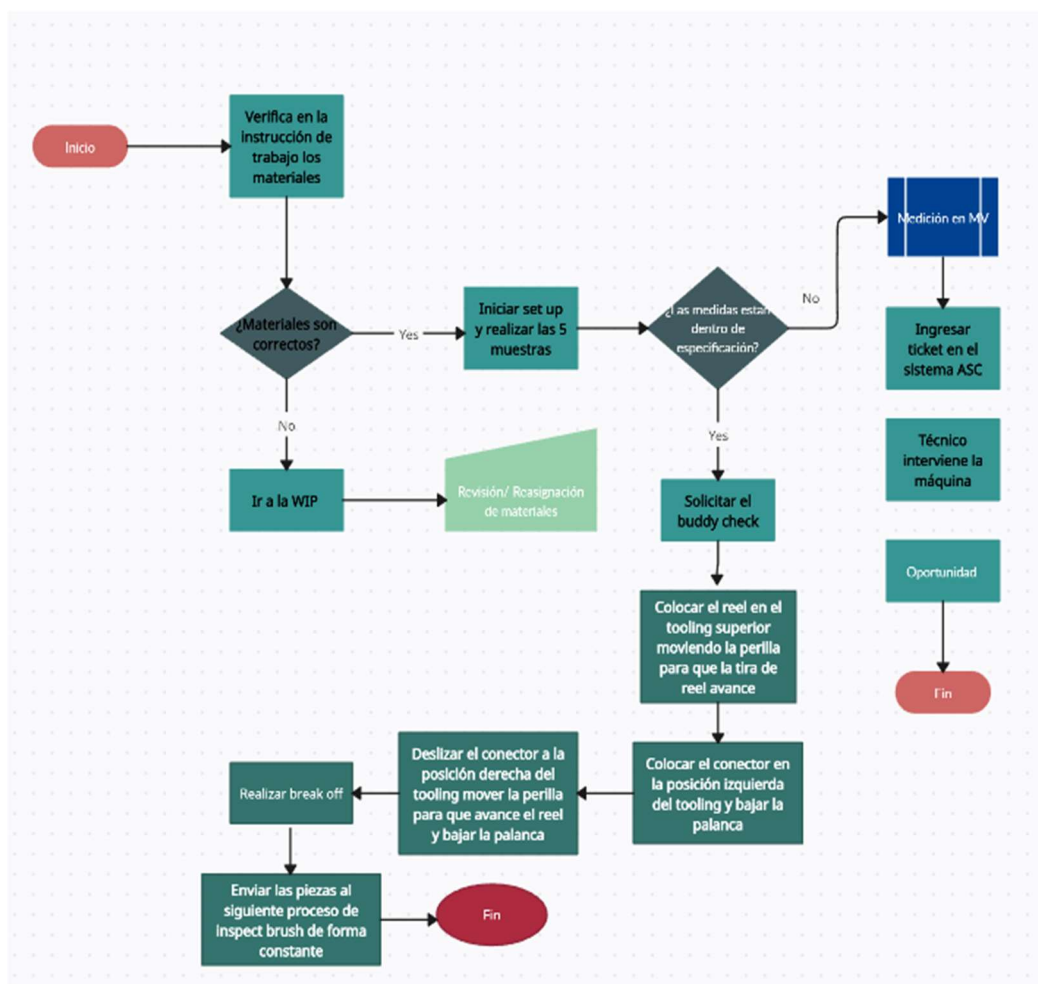 Inicio
Verifica en la
instrucción de
trabajo los
materiales
¿Materiales son
correctos?
Yes
No
Ir a la WIP
Revisión/ Reasignación
de materiales
Iniciar set up
y realizar las 5
muestras
¿Las medidas estan
dentro de
especificación?
No
Yes
Medición en MV
Ingresar
ticket en el
sistema ASC
Técnico
interviene la
máquina
Oportunidad
Fin
Solicitar el
buddy check
Colocar el reel en el
tooling superior
moviendo la perilla
para que la tira de
reel avance
Colocar el conector en
la posición izquierda
del tooling y bajar la
palanca
Deslizar el conector a la
posición derecha del
tooling mover la perilla
para que avance el reel
y bajar la palanca
Realizar break off
Enviar las piezas al
siguiente proceso de
inspect brush de forma
constante
Fin